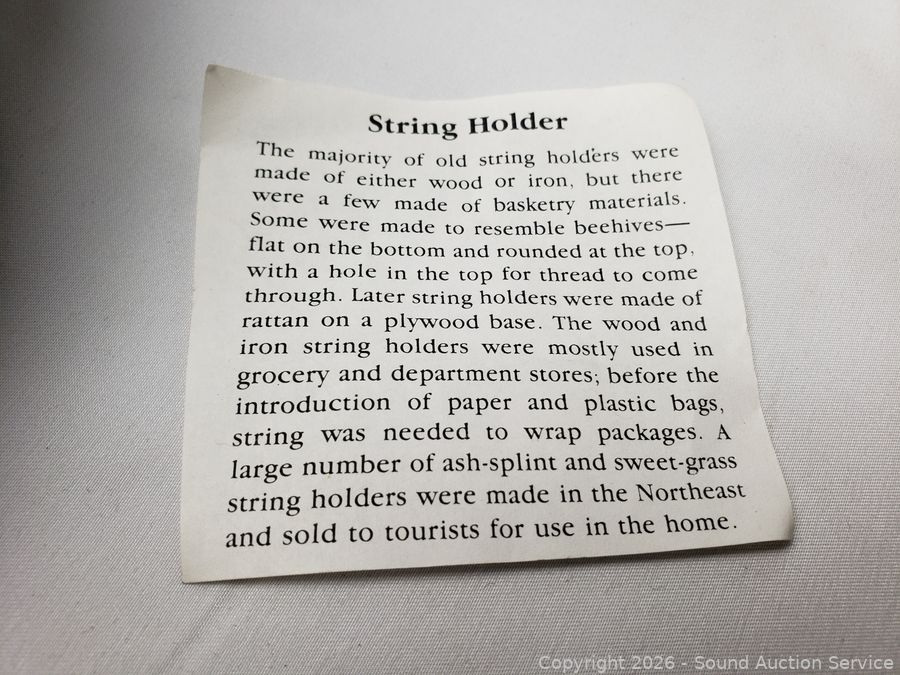 String Holder
The majority of old string holders were
made of either wood or iron, but there
were a few made of basketry materials.
Some were made to resemble beehives—
flat on the bottom and rounded at the top,
with a hole in the top for thread to come
through. Later string holders were made of
rattan on a plywood base. The wood and
iron string holders were mostly used in
grocery and department stores; before the
introduction of paper and plastic bags,
string was needed to wrap packages. A
large number of ash-splint and sweet-grass
string holders were made in the Northeast
and sold to tourists for use in the home.
Copyright 2026 - Sound Auction Service